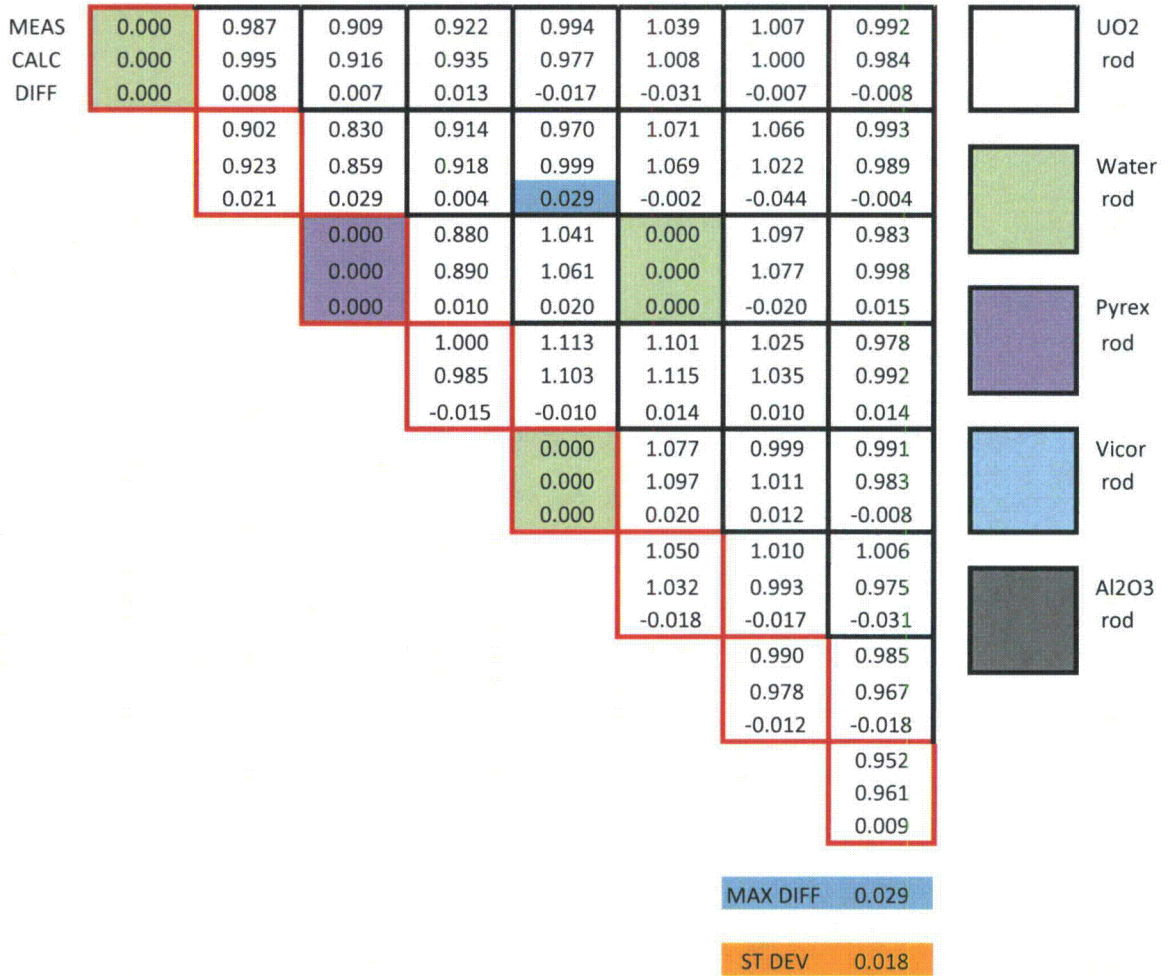 MEAS 0.000 0.987 0.909 0.922 0.994 1.039 1.007 0.992
CALC 0.000 0.995 0.916 0.935 0.977 1.008 1.000 0.984
DIFF 0.000 0.008 0.007 0.013 -0.017 -0.031 -0.007 -0.008
0.902 0.830 0.914 0.970 1.071 1.066 0.993
0.923 0.859 0.918 0.999 1.069 1.022 0.989
0.021 0.029 0.004 0.029 -0.002 -0.044 -0.004
0.000 0.880 1.041 0.000 1.097 0.983
0.000 0.890 1.061 0.000 1.077 0.998
0.000 0.010 0.020 0.000 -0.020 0.015
1.000 1.113 1.101 1.025 0.978
0.985 1.103 1.115 1.035 0.992
-0.015 -0.010 0.014 0.010 0.014
0.000 1.077 0.999 0.991
0.000 1.097 1.011 0.983
0.000 0.020 0.012 -0.008
1.050 1.010 1.006
1.032 0.993 0.975
-0.018 -0.017 -0.031
0.990 0.985
0.978 0.967
-0.012 -0.018
0.952
0.961
0.009
MAX DIFF 0.029
ST DEV 0.018
UO2
rod
Water
rod
Pyrex
rod
Vicor
rod
Al2O3
rod